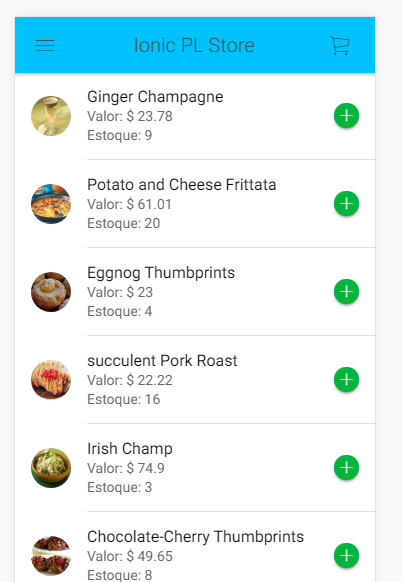 Ionic PL Store
Ginger Champagne
Valor: $ 23.78
Estoque: 9
Potato and Cheese Frittata
Valor: $ 61.01
Estoque: 20
Eggnog Thumbprints
Valor: $ 23
Estoque: 4
succulent Pork Roast
Valor: $ 22.22
Estoque: 16
Irish Champ
Valor: $ 74.9
Estoque: 3
Chocolate-Cherry Thumbprints
Valor: $ 49.65
Estoque: 8